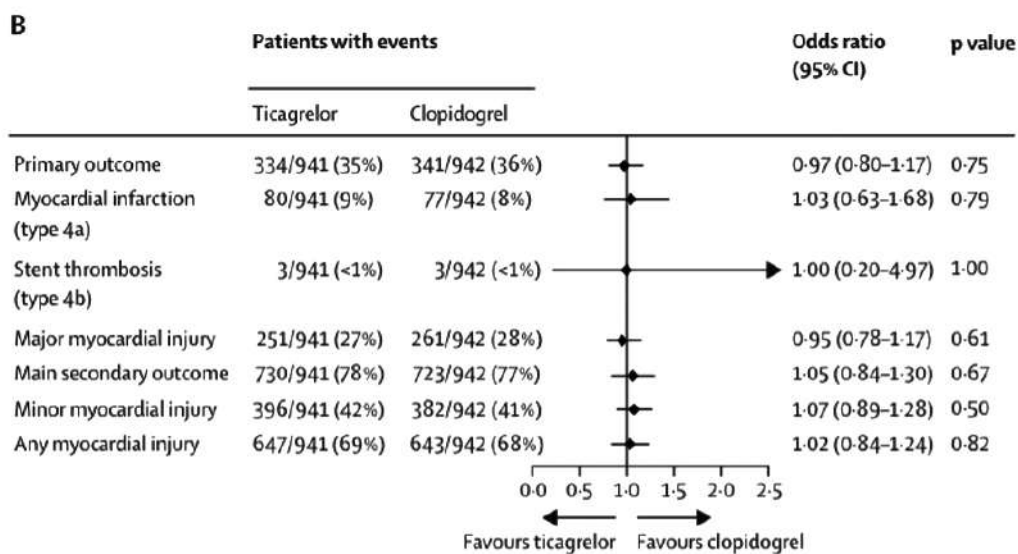 B
Patients with events
Odds ratio (95% CI)
p value
Ticagrelor Clopidogrel
Primary outcome 334/941 (35%) 341/942 (36%) 0·97 (0·80–1·17) 0·75
Myocardial infarction (type 4a) 80/941 (9%) 77/942 (8%) 1·03 (0·63–1·68) 0·79
Stent thrombosis (type 4b) 3/941 (<1%) 3/942 (<1%) 1·00 (0·20–4·97) 1·00
Major myocardial injury 251/941 (27%) 261/942 (28%) 0·95 (0·78–1·17) 0·61
Main secondary outcome 730/941 (78%) 723/942 (77%) 1·05 (0·84–1·30) 0·67
Minor myocardial injury 396/941 (42%) 382/942 (41%) 1·07 (0·89–1·28) 0·50
Any myocardial injury 647/941 (69%) 643/942 (68%) 1·02 (0·84–1·24) 0·82
0·0 0·5 1·0 1·5 2·0 2·5
Favours ticagrelor Favours clopidogrel